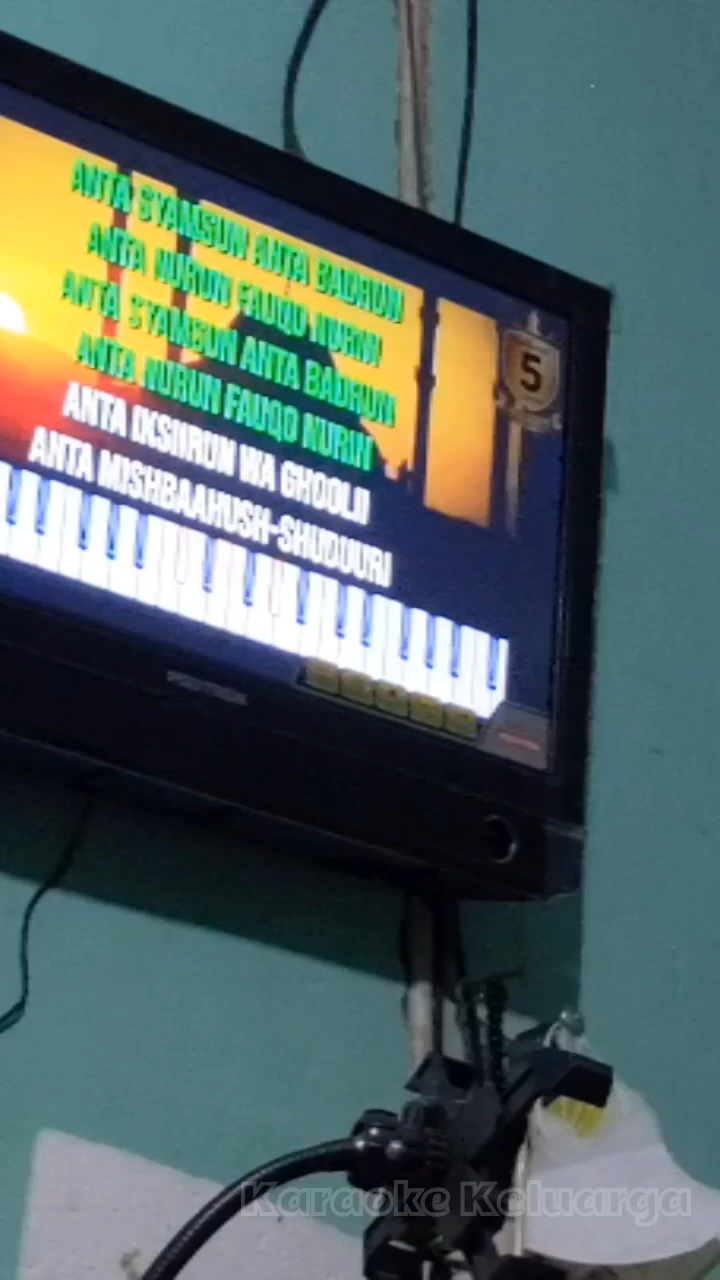 ANTA SYAMSUN ANTA BADRUN
ANTA NURUN FAUQO NURIN
ANTA SYAMSUN ANTA BADRUN
ANTA NURUN FAUQO NURIN
ANTA IKSIIRUN WA GHOOLII
ANTA MISHBAAHUSH-SHUDUURI
5
POLYTRON
Karaoke Keluarga